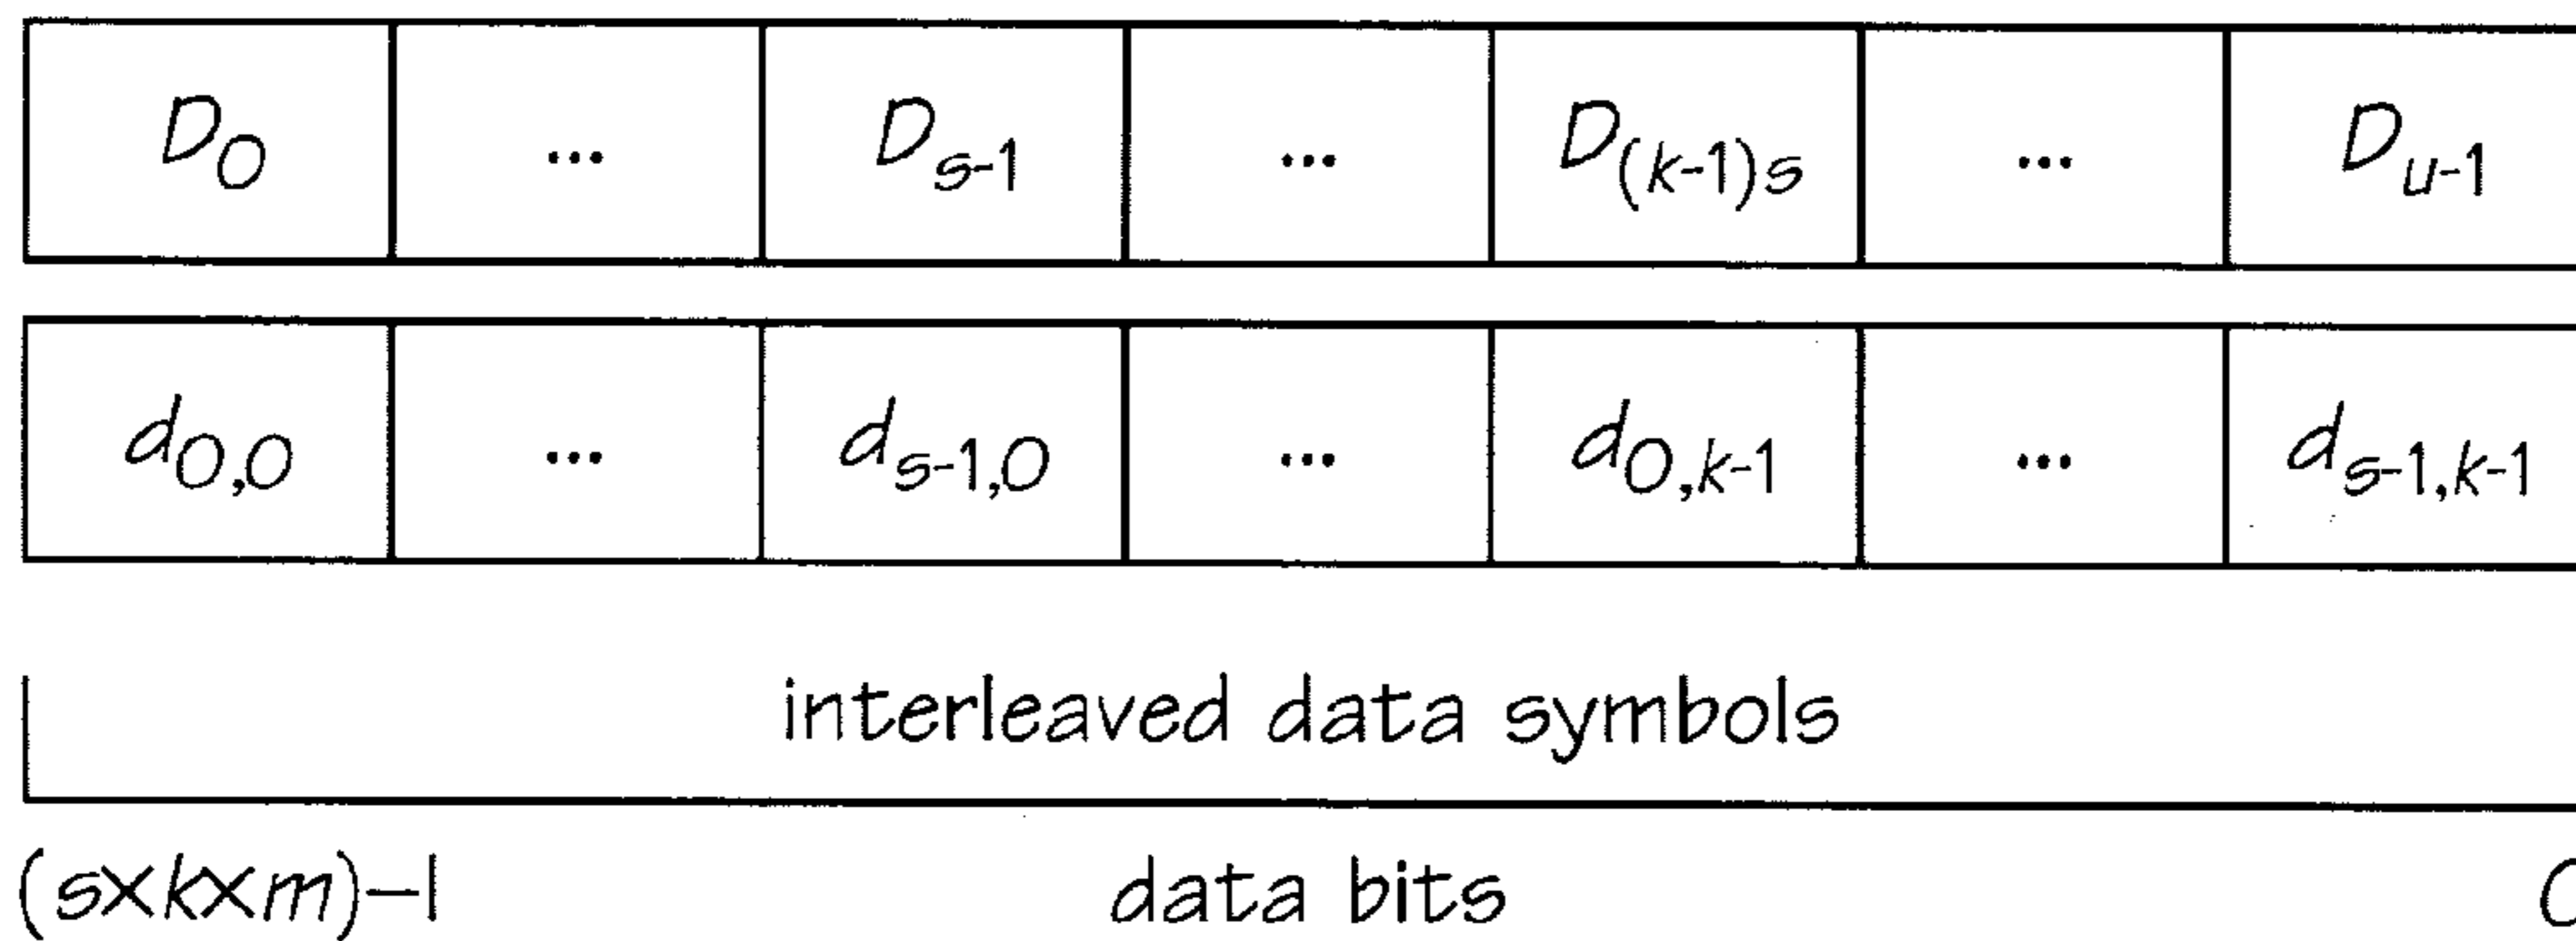 D0 ... Ds-1 ... D(k-1)s ... Du-1
d0,0 ... ds-1,0 ... d0,k-1 ... ds-1,k-1
interleaved data symbols
(s×k×m)–1 data bits